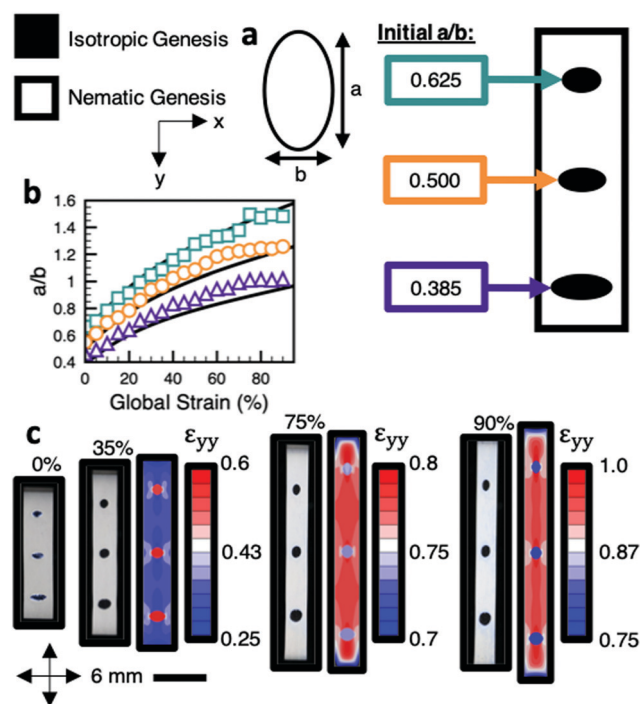 Isotropic Genesis
Nematic Genesis
x
y
a
a
b
Initial a/b:
0.625
0.500
0.385
b
1.6
1.4
1.2
1.0
0.8
0.6
0.4
a/b
0 20 40 60 80
Global Strain (%)
c
0%
35%
εyy
0.6
0.43
0.25
75%
εyy
0.8
0.75
0.7
90%
εyy
1.0
0.87
0.75
6 mm